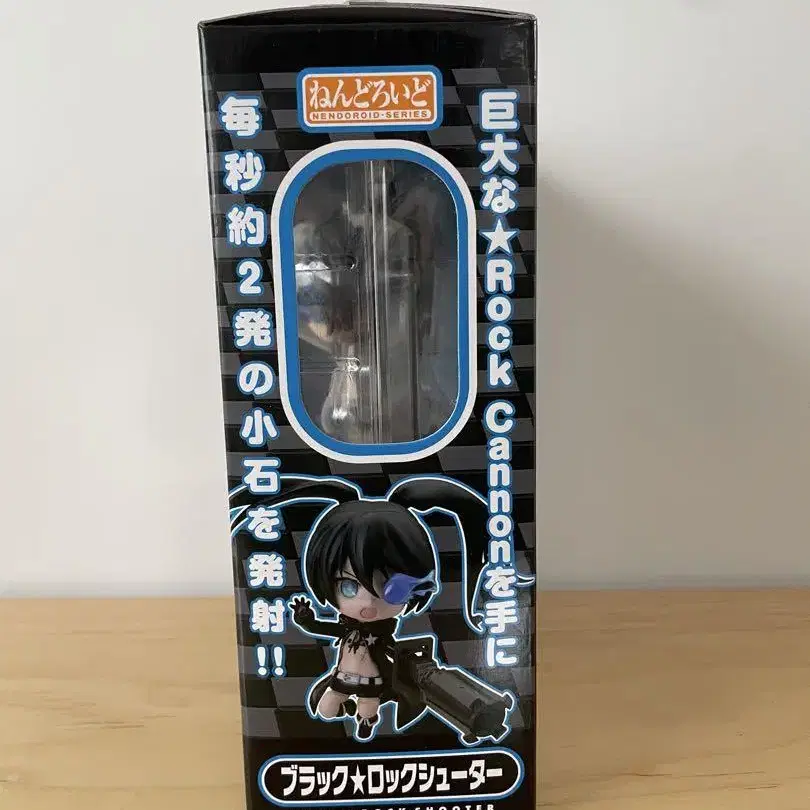 ねんどろいど
NENDOROID・SERIES
巨大な★Rock Cannonを手に
毎秒約2発の小石を発射!!
ブラック★ロックシューター
ROCK SHOOTER